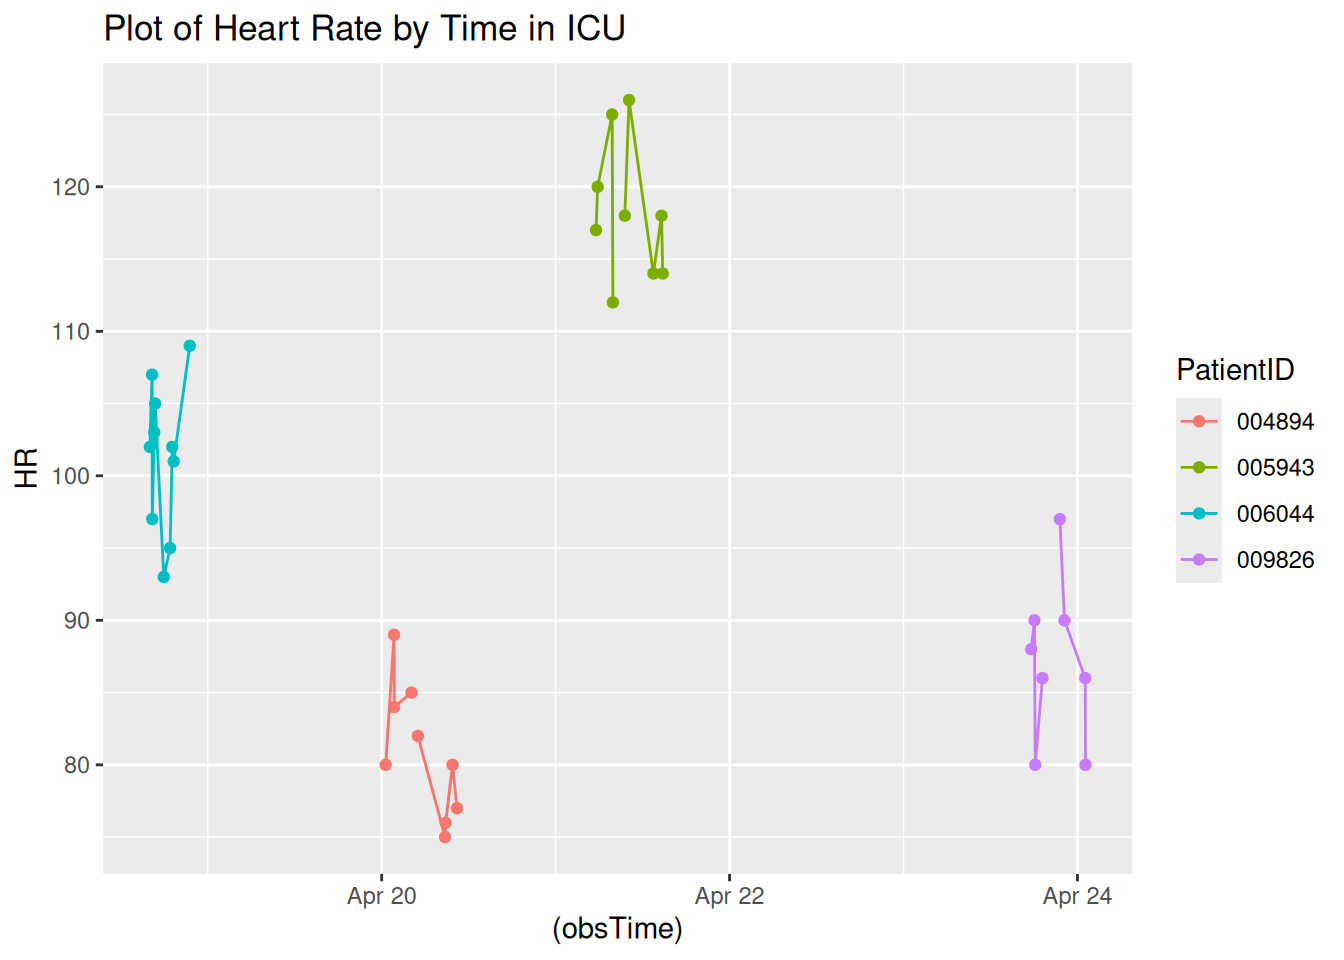 Plot of Heart Rate by Time in ICU
120
110
100
90
80
HR
Apr 20
Apr 22
Apr 24
(obsTime)
PatientID
004894
005943
006044
009826